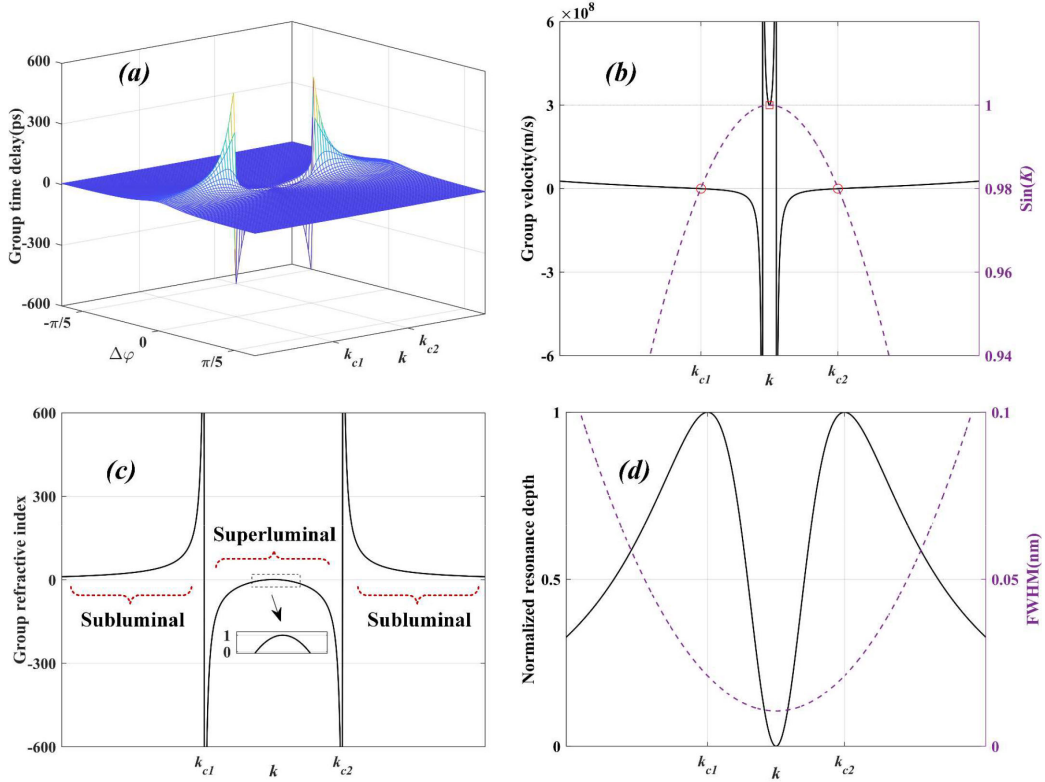 (a)
Group time delay(ps)
600
300
0
-300
-600
-π/5
0
π/5
Δφ
k_c1
k
k_c2
(b)
×10^8
Group velocity(m/s)
6
3
0
-3
-6
k_c1
k
k_c2
1
0.98
0.96
0.94
Sin(K)
(c)
Group refractive index
600
300
0
-300
-600
Superluminal
Subluminal
Subluminal
1
0
k_c1
k
k_c2
(d)
Normalized resonance depth
1
0.5
0
k_c1
k
k_c2
0.1
0.05
0
FWHM(nm)